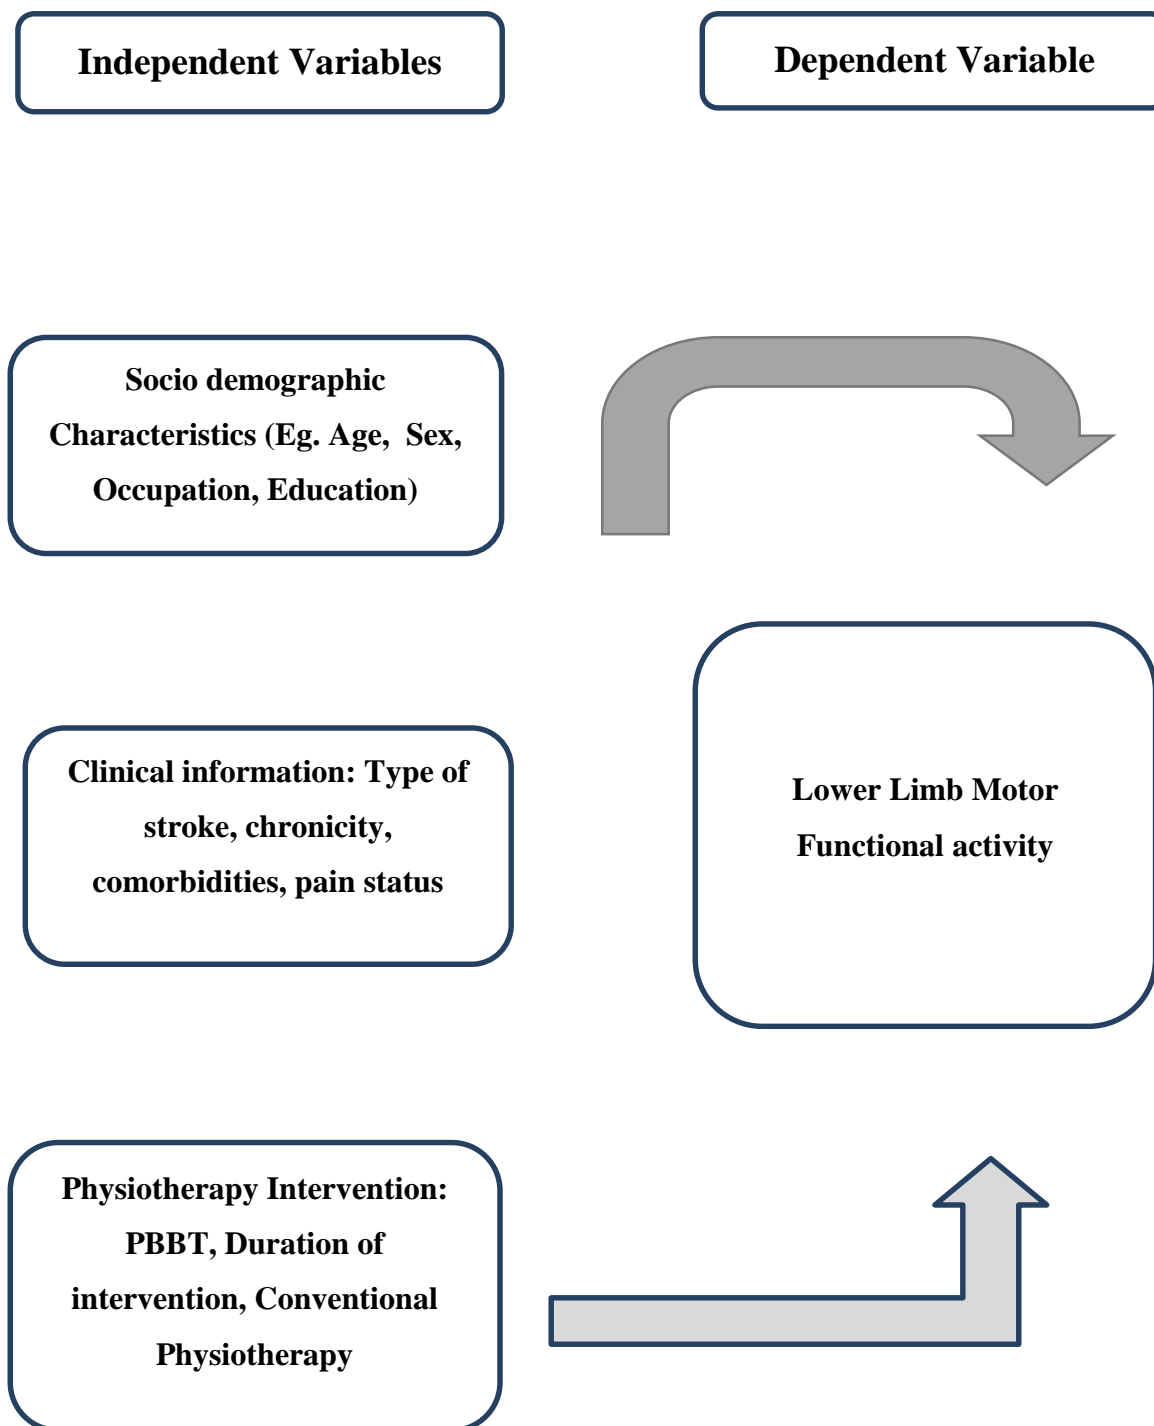 Independent Variables
Dependent Variable
Socio demographic
Characteristics (Eg. Age,  Sex,
Occupation, Education)
Clinical information: Type of
stroke, chronicity,
comorbidities, pain status
Lower Limb Motor
Functional activity
Physiotherapy Intervention:
PBBT, Duration of
intervention, Conventional
Physiotherapy